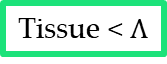 Tissue < Λ